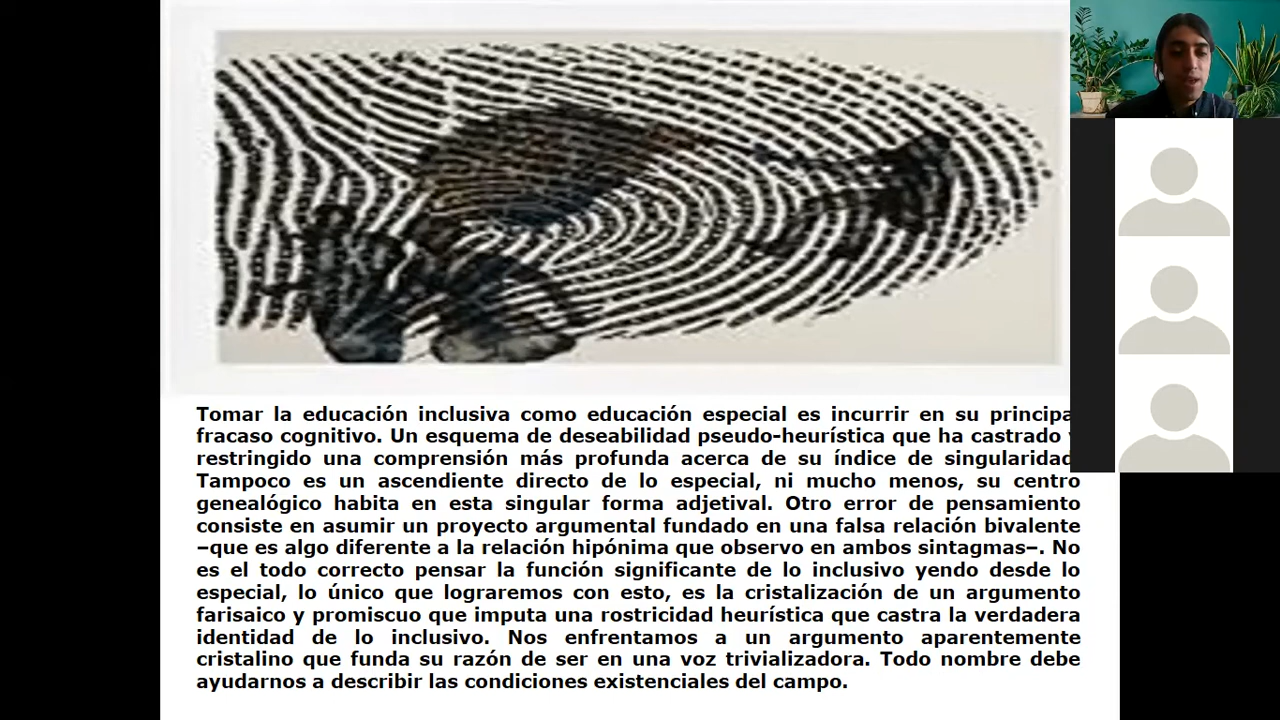 Tomar la educación inclusiva como educación especial es incurrir en su
fracaso cognitivo. Un esquema de deseabilidad pseudo-heurística que ha castrado
restringido una comprensión más profunda acerca de su índice de singularidad
Tampoco es un ascendiente directo de lo especial, ni mucho menos, su centro
genealógico habita en esta singular forma adjetival. Otro error de pensamiento
consiste en asumir un proyecto argumental fundado en una falsa relación bivalente
–que es algo diferente a la relación hipónima que observo en ambos sintagmas–. No
es el todo correcto pensar la función significante de lo inclusivo yendo desde lo
especial, lo único que lograremos con esto, es la cristalización de un argumento
farisaico y promiscuo que imputa una rostricidad heurística que castra la verdadera
identidad de lo inclusivo. Nos enfrentamos a un argumento aparentemente
cristalino que funda su razón de ser en una voz trivializadora. Todo nombre debe
ayudarnos a describir las condiciones existenciales del campo.